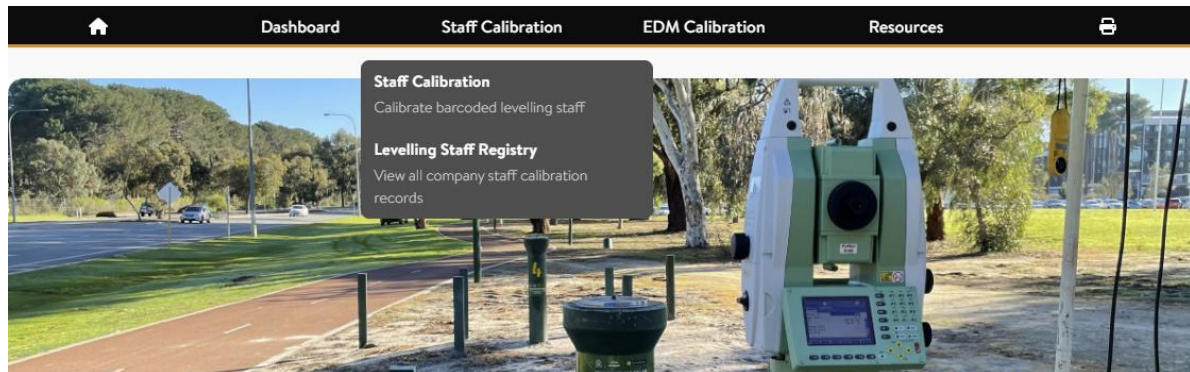 Dashboard
Staff Calibration
EDM Calibration
Resources
Staff Calibration
Calibrate barcoded levelling staff
Levelling Staff Registry
View all company staff calibration
records
4